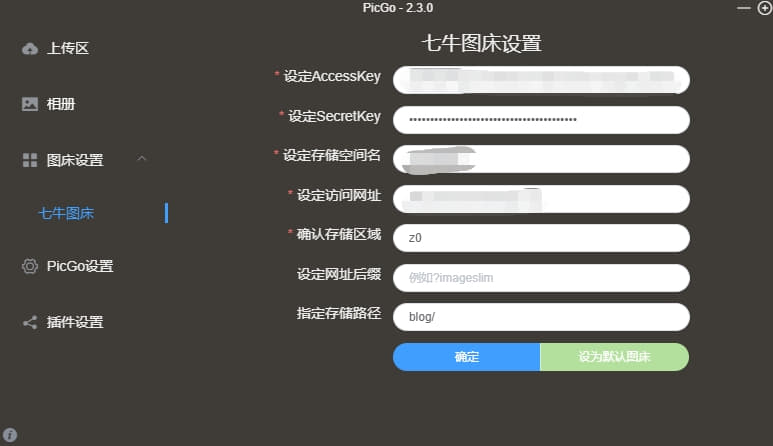 PicGo - 2.3.0
上传区
相册
图床设置
七牛图床
PicGo设置
插件设置
七牛图床设置
* 设定AccessKey
* 设定SecretKey
* 设定存储空间名
* 设定访问网址
* 确认存储区域
z0
设定网址后缀
例如?imageslim
指定存储路径
blog/
确定
设为默认图床